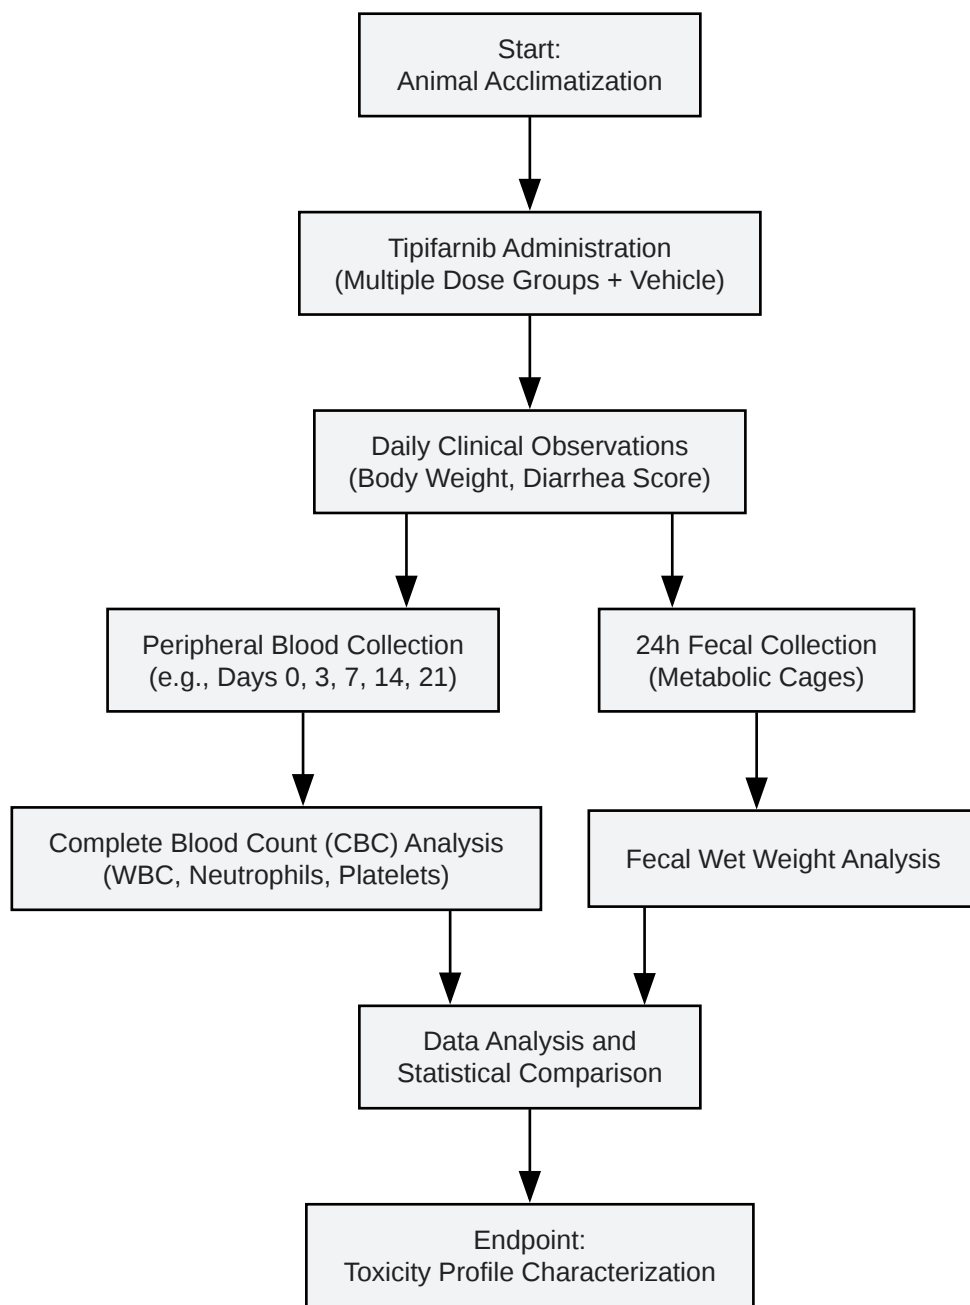 Start:
Animal Acclimatization
Tipifarnib Administration
(Multiple Dose Groups + Vehicle)
Daily Clinical Observations
(Body Weight, Diarrhea Score)
Peripheral Blood Collection
(e.g., Days 0, 3, 7, 14, 21)
24h Fecal Collection
(Metabolic Cages)
Complete Blood Count (CBC) Analysis
(WBC, Neutrophils, Platelets)
Fecal Wet Weight Analysis
Data Analysis and
Statistical Comparison
Endpoint:
Toxicity Profile Characterization